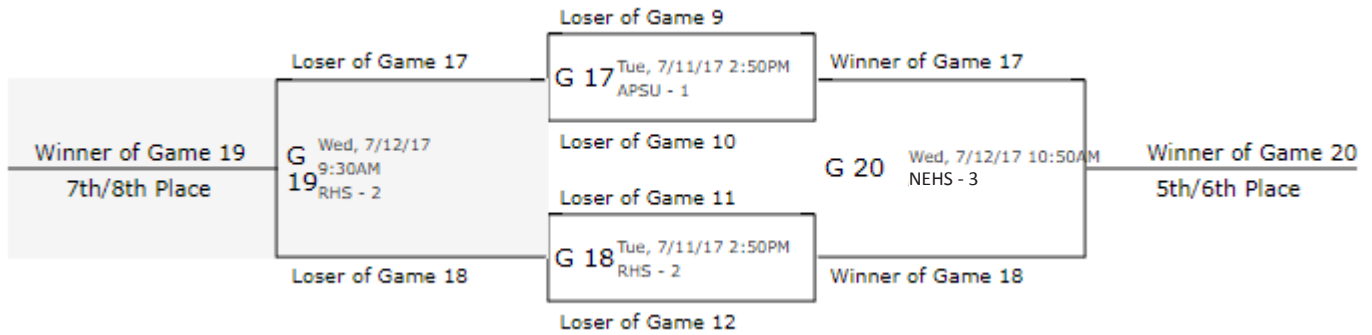 Loser of Game 9
Loser of Game 17
G 17
Tue, 7/11/17 2:50PM
APSU - 1
Winner of Game 17
Loser of Game 10
Winner of Game 19
7th/8th Place
G
19
Wed, 7/12/17
9:30AM
RHS - 2
G 20
Wed, 7/12/17 10:50AM
NEHS - 3
Winner of Game 20
5th/6th Place
Loser of Game 11
G 18
Tue, 7/11/17 2:50PM
RHS - 2
Loser of Game 18
Winner of Game 18
Loser of Game 12